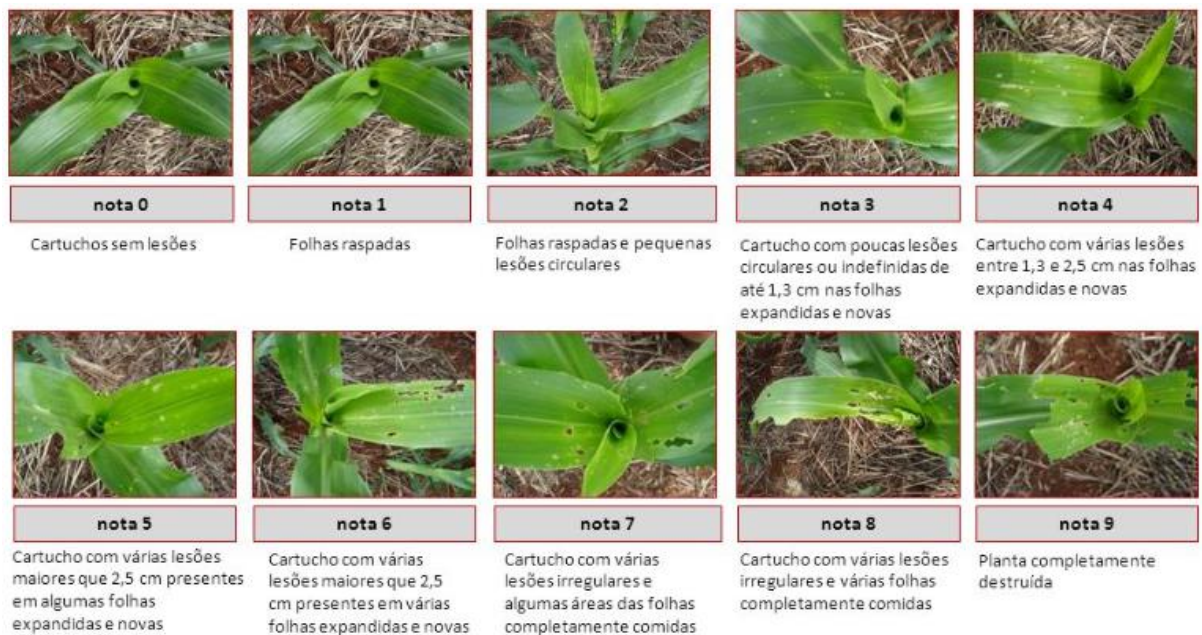 nota 0
nota 1
nota 2
nota 3
nota 4
Cartuchos sem lesões
Folhas raspadas
Folhas raspadas e pequenas
lesões circulares
Cartucho com poucas lesões
circulares ou indefinidas de
até 1,3 cm nas folhas
expandidas e novas
Cartucho com várias lesões
entre 1,3 e 2,5 cm nas folhas
expandidas e novas
nota 5
nota 6
nota 7
nota 8
nota 9
Cartucho com várias lesões
maiores que 2,5 cm presentes
em algumas folhas
expandidas e novas
Cartucho com várias
lesões maiores que 2,5
cm presentes em várias
folhas expandidas e novas
Cartucho com várias
lesões irregulares e
algumas áreas das folhas
completamente comidas
Cartucho com várias lesões
irregulares e várias folhas
completamente comidas
Planta completamente
destruída